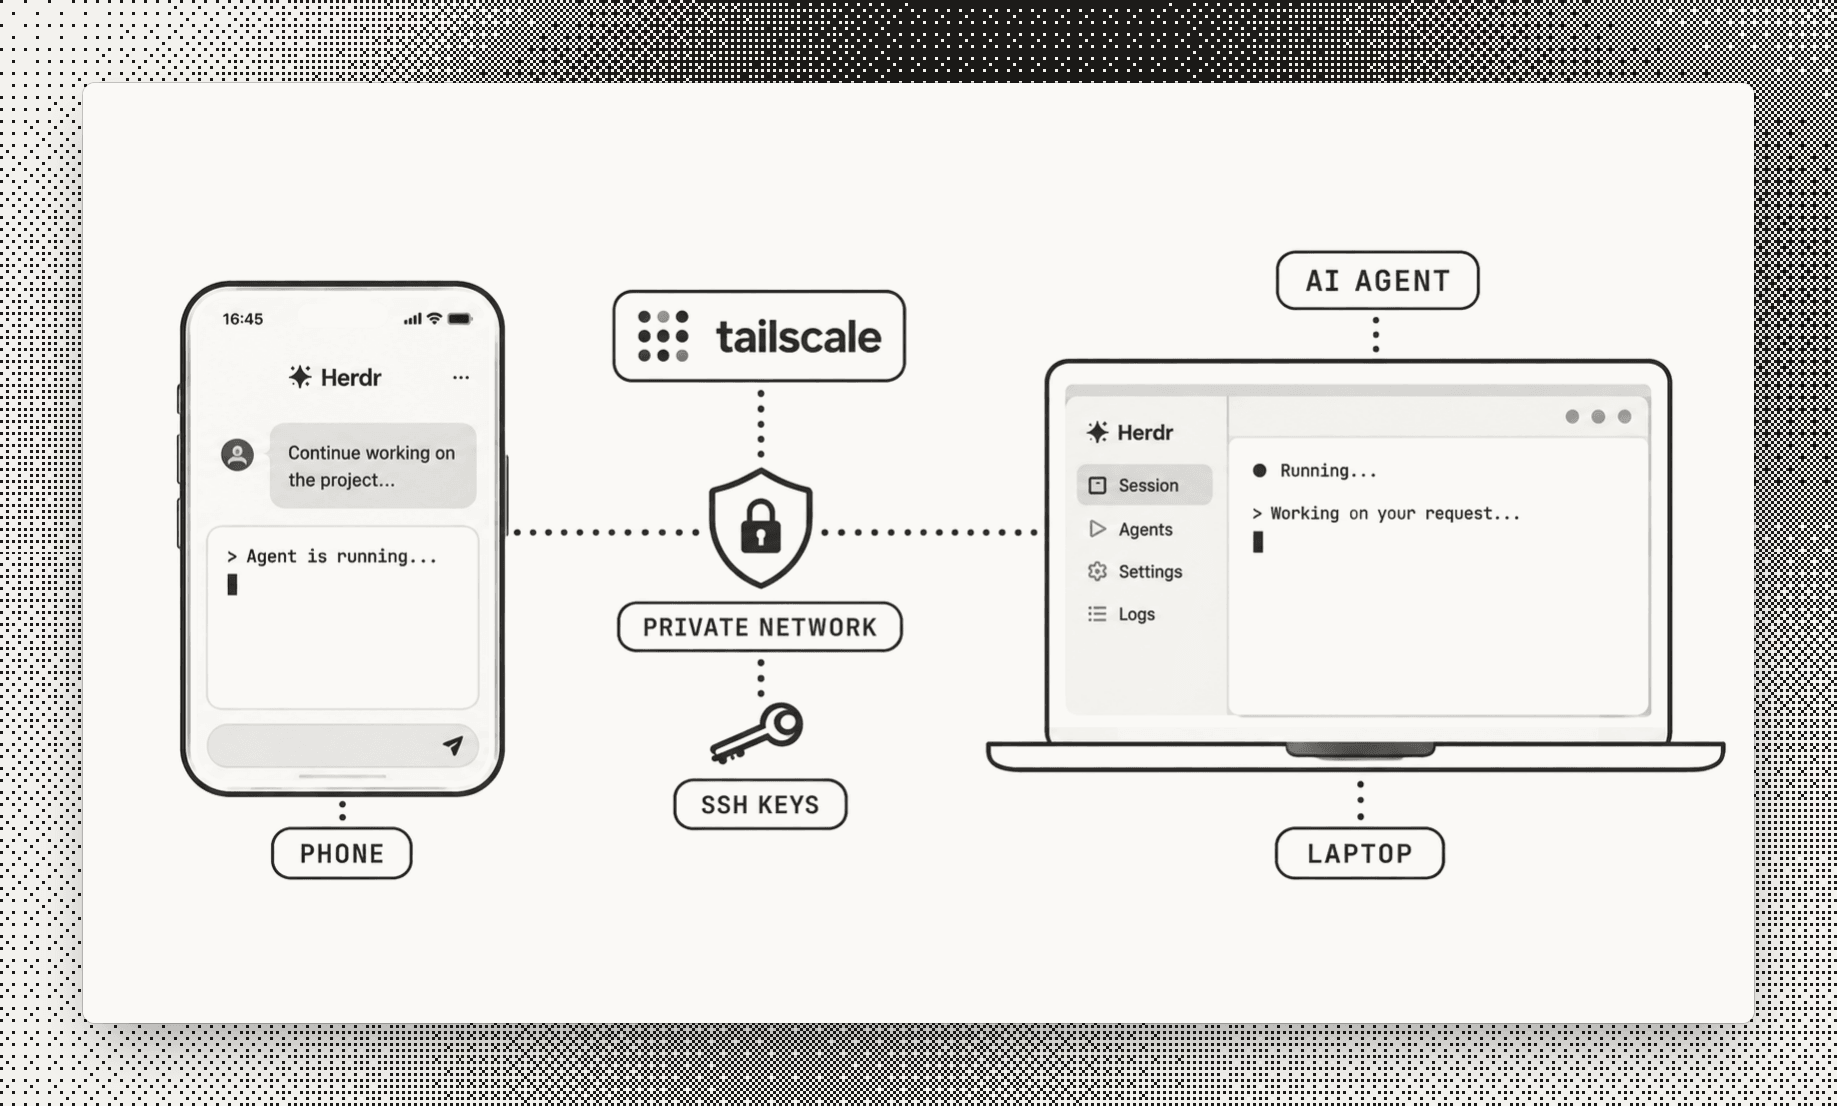 16:45
Herdr
Continue working on
the project...
> Agent is running...
PHONE
tailscale
PRIVATE NETWORK
SSH KEYS
AI AGENT
Herdr
Session
Agents
Settings
Logs
Running...
> Working on your request...
LAPTOP